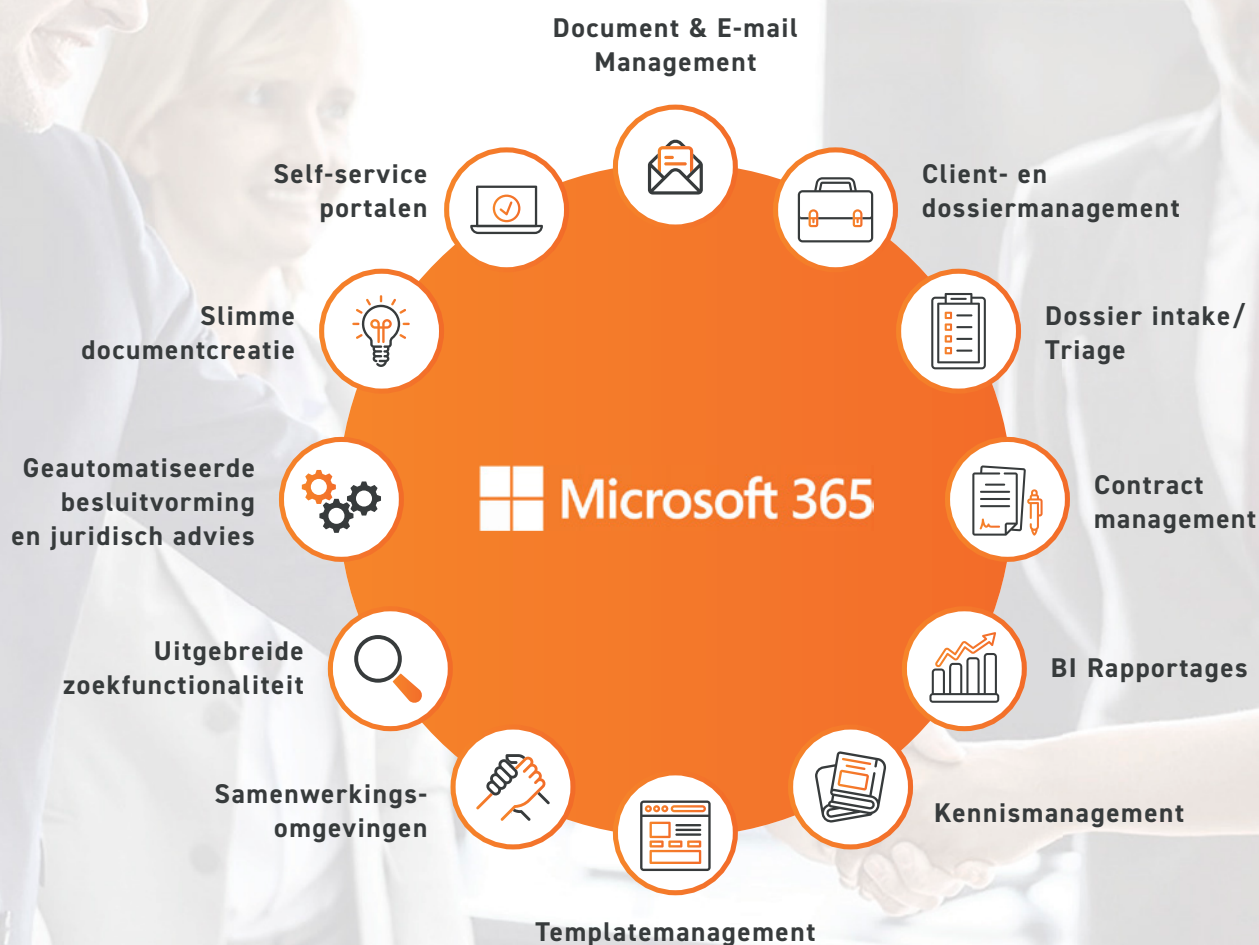 Document & E-mail
Management
Client- en
dossiermanagement
Dossier intake/
Triage
Contract
management
BI Rapportages
Kennismanagement
Templatemanagement
Samenwerkings-
omgevingen
Uitgebreide
zoekfunctionaliteit
Geautomatiseerde
besluitvorming
en juridisch advies
Slimme
documentcreatie
Self-service
portalen
Microsoft 365